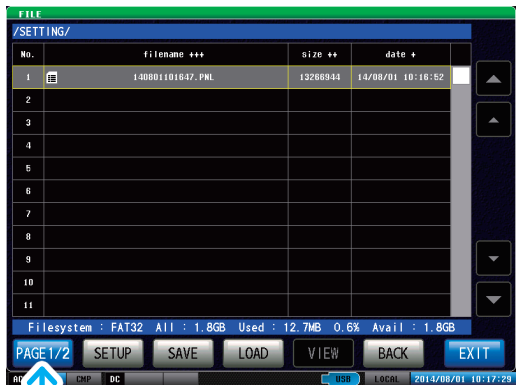 FILE
/SETTING/
No. filename +++ size ++ date +
1 140801101647.PNL 13266944 14/08/01 10:16:52
2
3
4
5
6
7
8
9
10
11
Filesystem : FAT32 All : 1.8GB Used : 12.7MB 0.6% Avail : 1.8GB
PAGE1/2 SETUP SAVE LOAD VIEW BACK EXIT
CMP DC USB LOCAL 2014/08/01 10:17:29